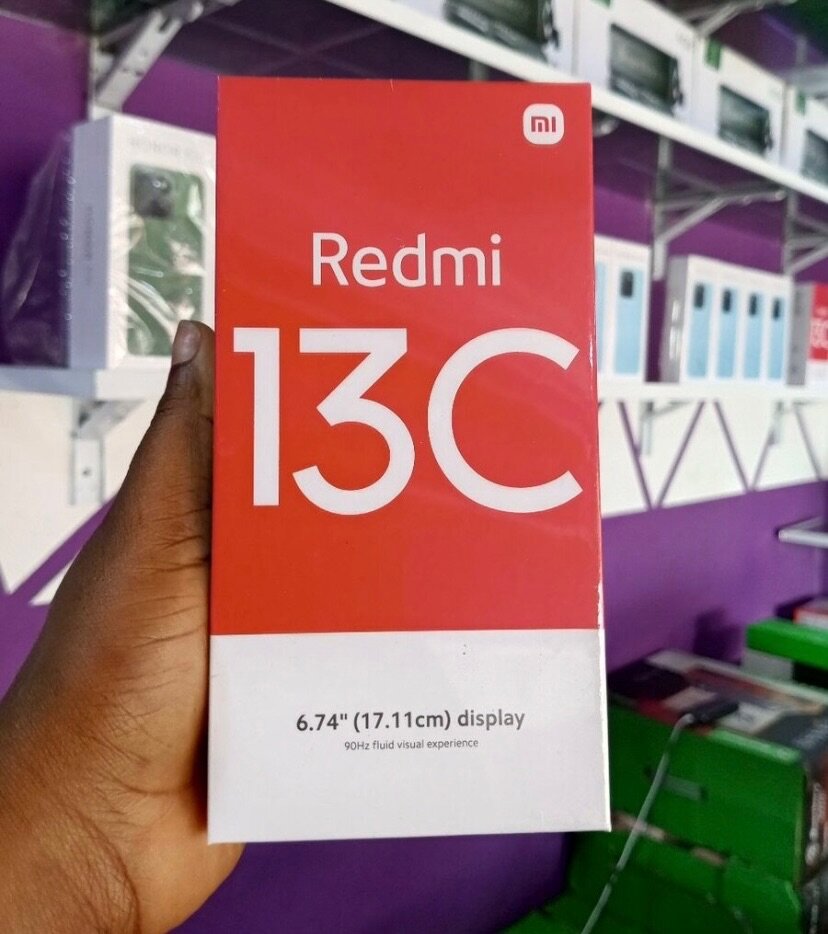 mi
Redmi
13C
6.74" (17.11cm) display
90Hz fluid visual experience